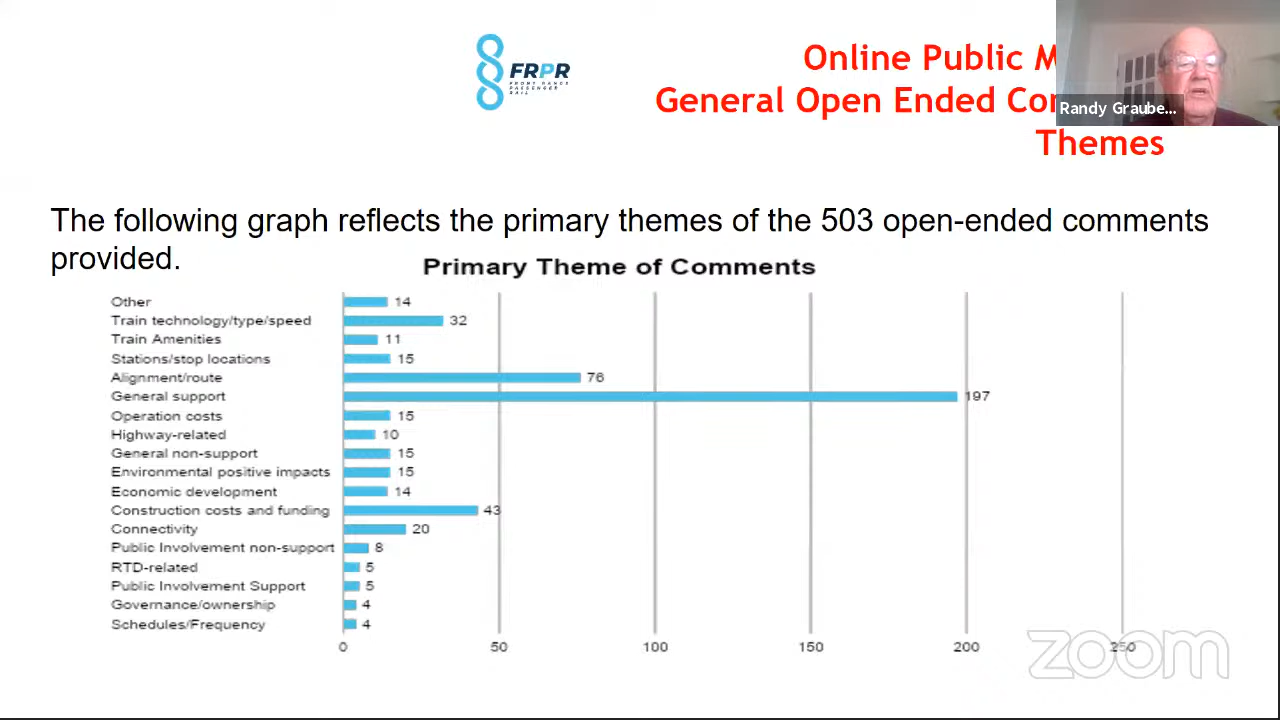 FRPR
FRONT RANGE
PASSENGER
RAIL
Online Public M
General Open Ended Co
Themes
Randy Graube...
The following graph reflects the primary themes of the 503 open-ended comments
provided.
Primary Theme of Comments
Other 14
Train technology/type/speed 32
Train Amenities 11
Stations/stop locations 15
Alignment/route 76
General support 197
Operation costs 15
Highway-related 10
General non-support 15
Environmental positive impacts 15
Economic development 14
Construction costs and funding 43
Connectivity 20
Public Involvement non-support 8
RTD-related 5
Public Involvement Support 5
Governance/ownership 4
Schedules/Frequency 4
0 50 100 150 200 250
zoom